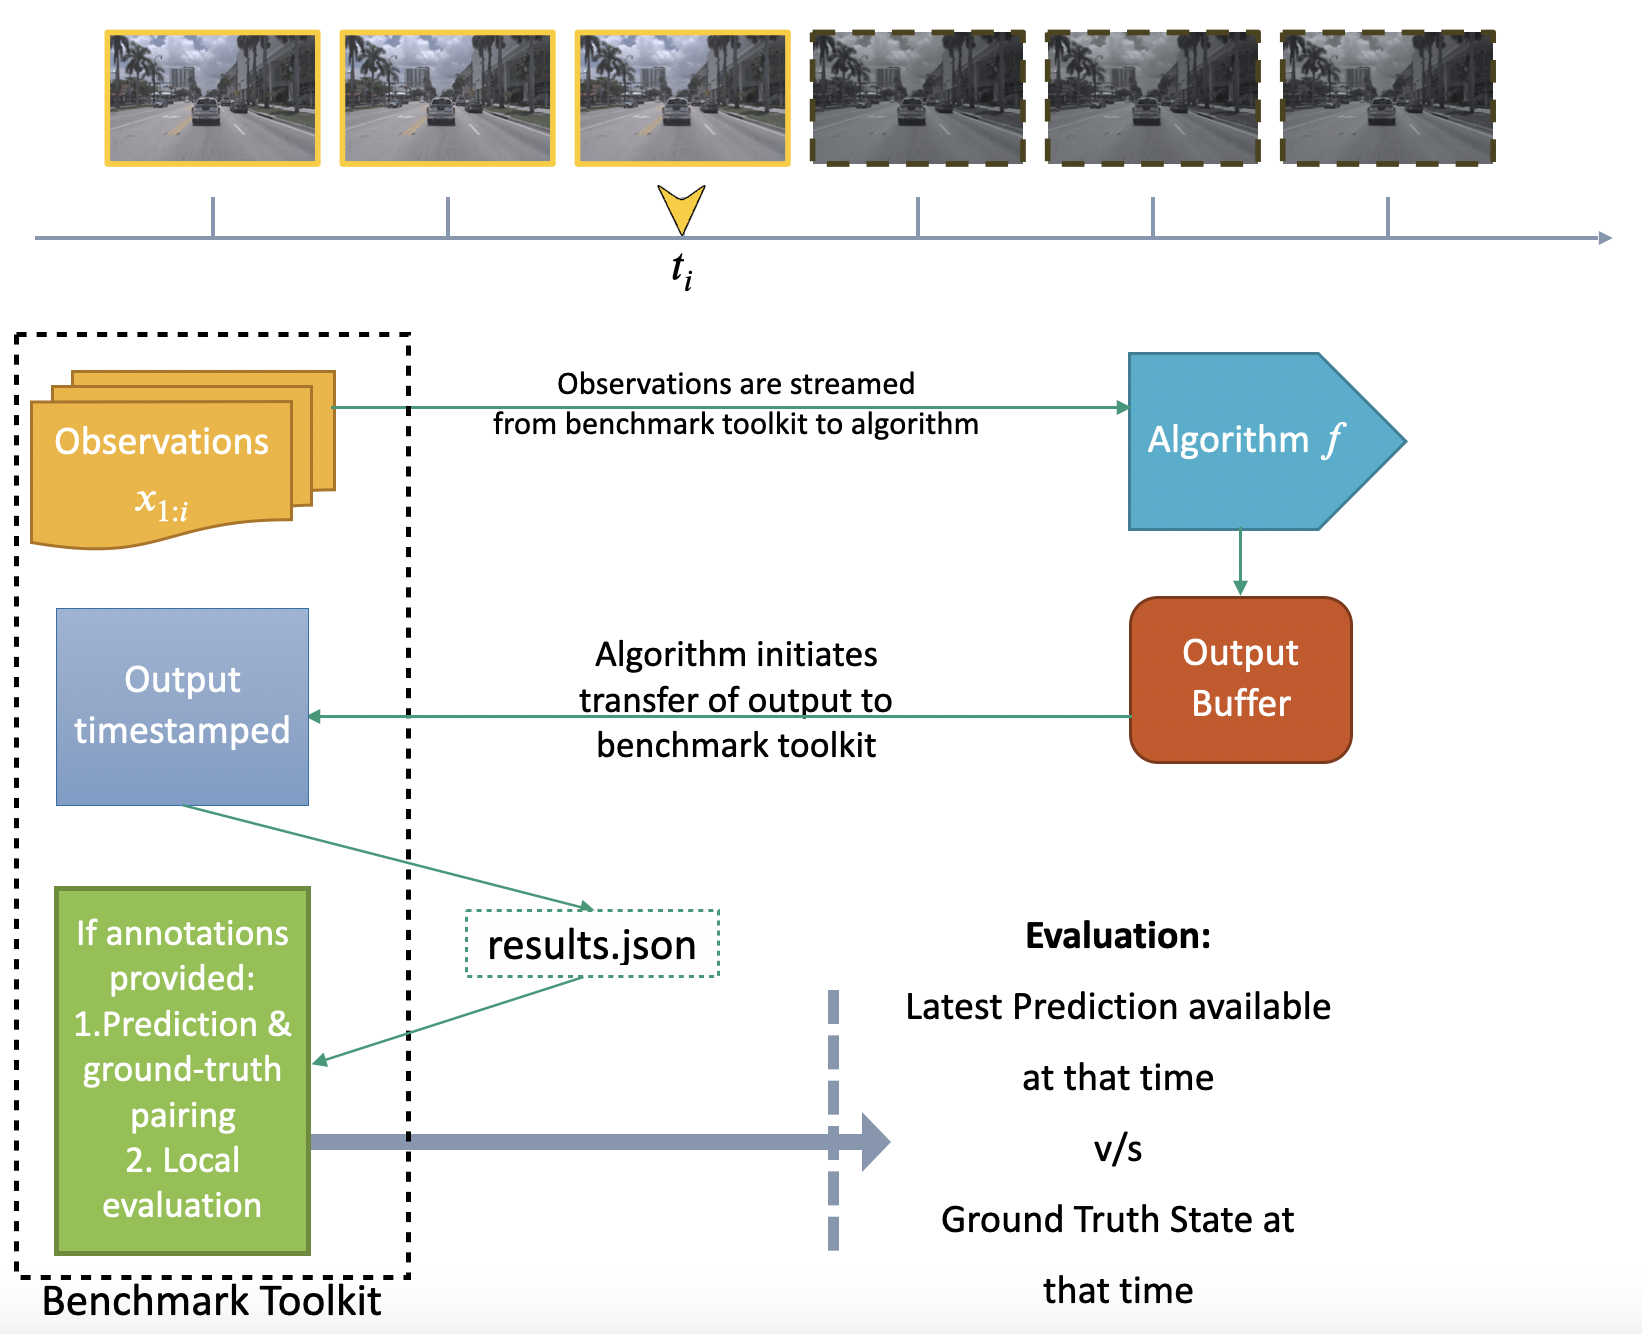 t_i
Observations are streamed
from benchmark toolkit to algorithm
Observations
x_{1:i}
Algorithm f
Output
timestamped
Algorithm initiates
transfer of output to
benchmark toolkit
Output
Buffer
If annotations
provided:
1.Prediction &
ground-truth
pairing
2. Local
evaluation
results.json
Evaluation:
Latest Prediction available
at that time
v/s
Ground Truth State at
that time
Benchmark Toolkit